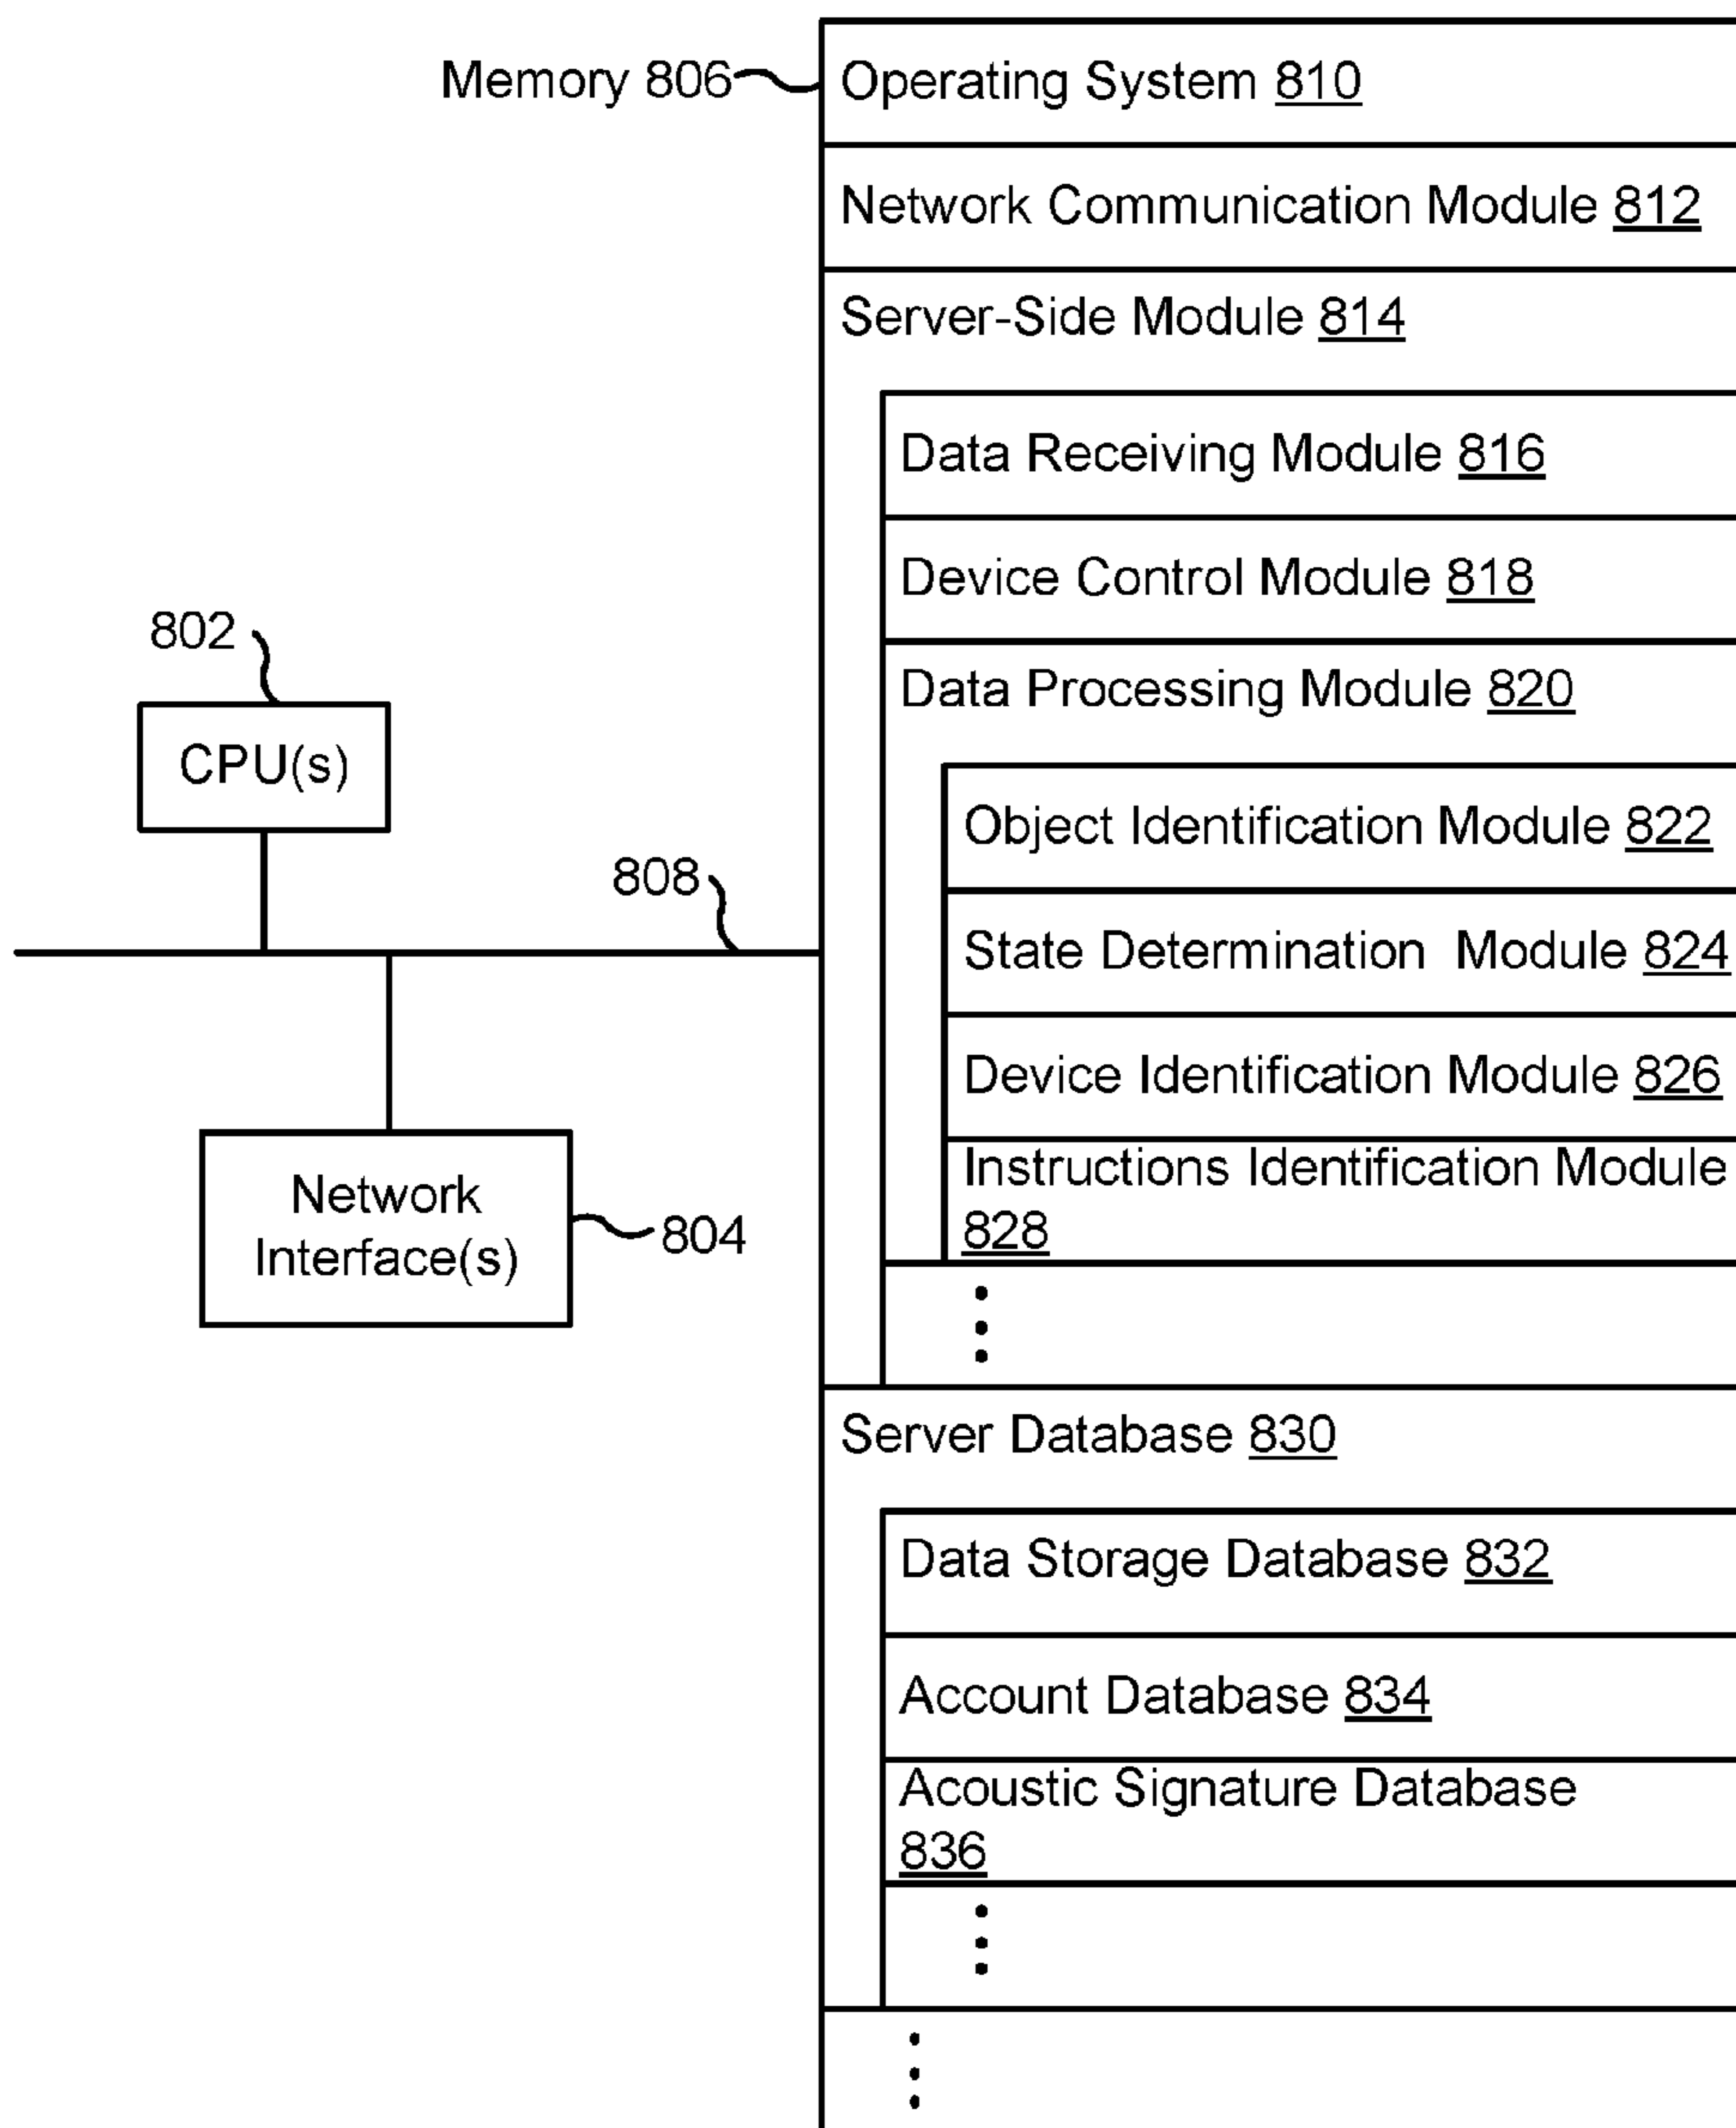 Memory 806
Operating System 810
Network Communication Module 812
Server-Side Module 814
Data Receiving Module 816
Device Control Module 818
Data Processing Module 820
Object Identification Module 822
State Determination Module 824
Device Identification Module 826
Instructions Identification Module
828
802
CPU(s)
808
Network
Interface(s)
804
Server Database 830
Data Storage Database 832
Account Database 834
Acoustic Signature Database
836